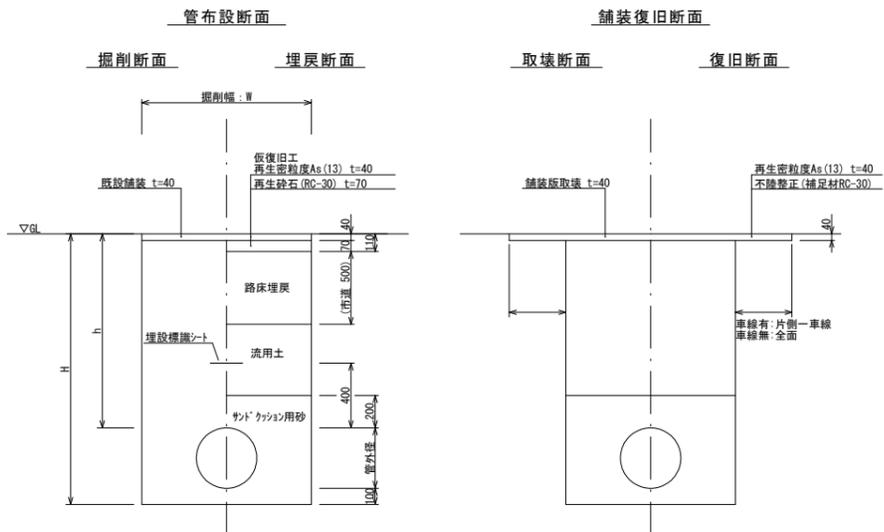 管布設断面
掘削断面
埋戻断面
掘削幅：W
仮復旧工
再生密粒度As(13) t=40
再生砕石(RC-30) t=70
既設舗装 t=40
▽GL
40
70
110
路床埋戻
(市道 500)
埋設標識ｼｰﾄ
流用土
h
H
400
ｻﾝﾄﾞｸｯｼｮﾝ用砂
200
管外径
100
舗装復旧断面
取壊断面
復旧断面
舗装版取壊 t=40
再生密粒度As(13) t=40
不陸整正(補足材RC-30)
40
車線有：片側一車線
車線無：全面